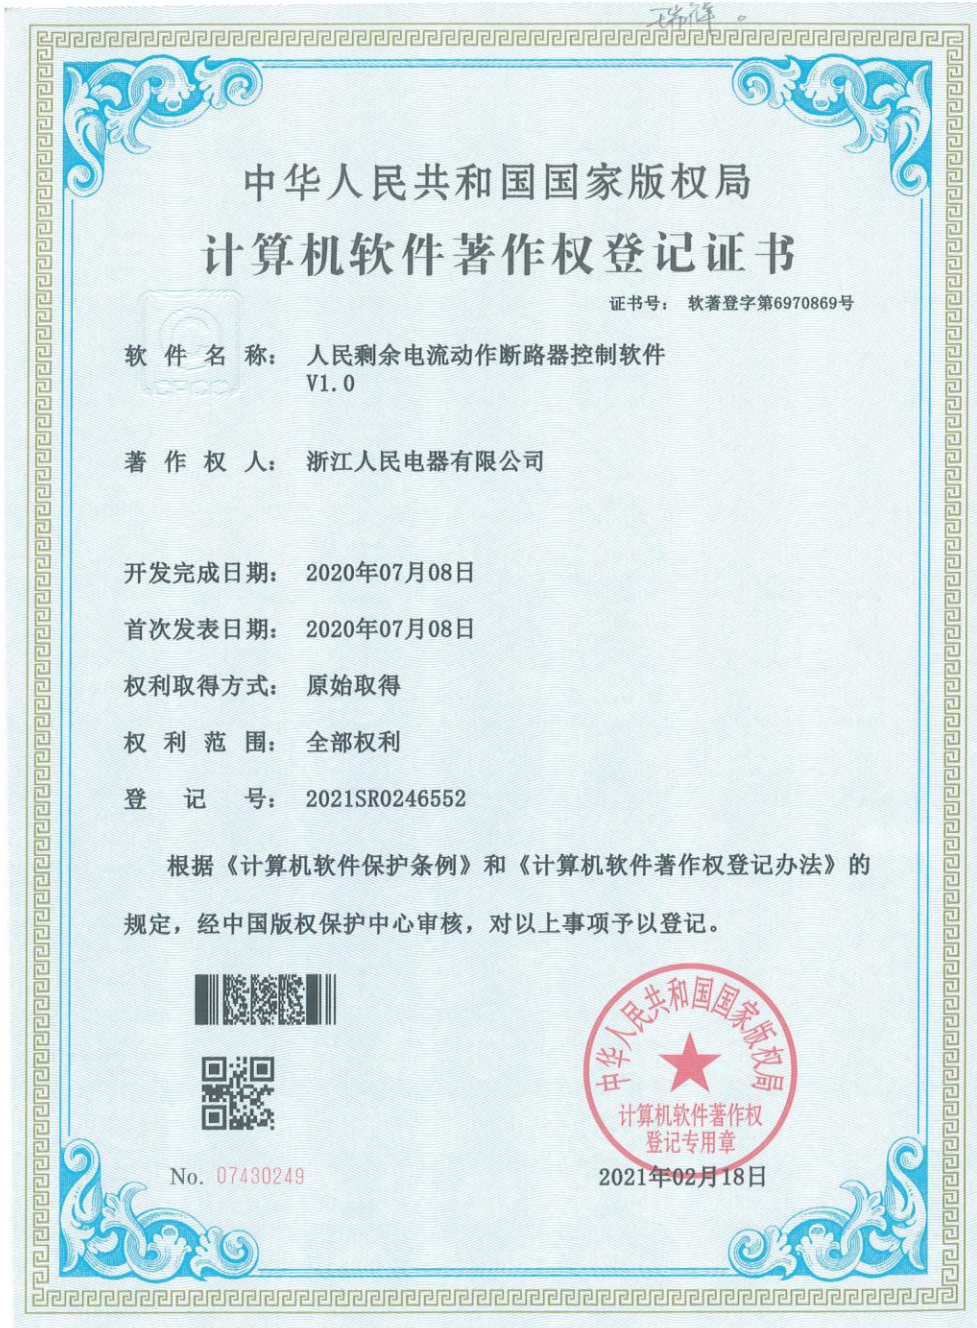 中华人民共和国国家版权局
计算机软件著作权登记证书
证书号： 软著登字第6970869号
软件名称： 人民剩余电流动作断路器控制软件
V1.0
著作权人： 浙江人民电器有限公司
开发完成日期： 2020年07月08日
首次发表日期： 2020年07月08日
权利取得方式： 原始取得
权利范围： 全部权利
登记号： 2021SR0246552
根据《计算机软件保护条例》和《计算机软件著作权登记办法》的
规定，经中国版权保护中心审核，对以上事项予以登记。
中华人民共和国国家版权局
计算机软件著作权
登记专用章
No. 07430249
2021年02月18日